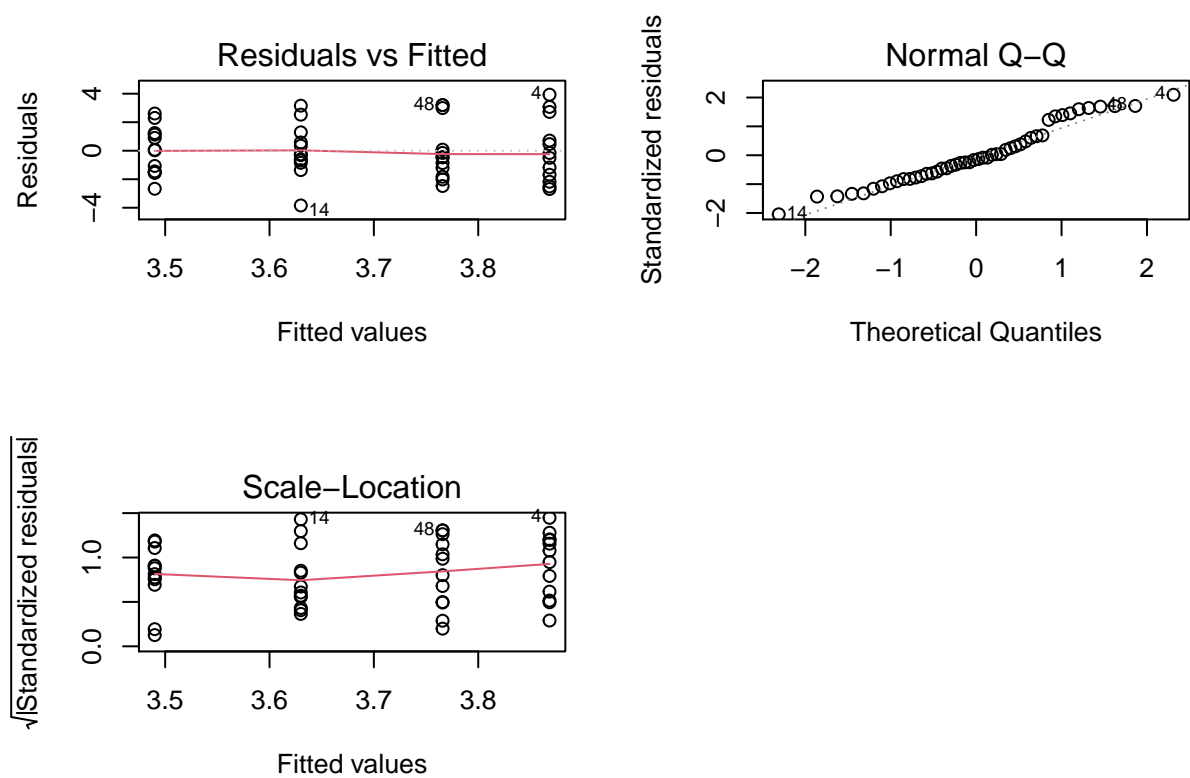 Residuals vs Fitted
Residuals
4
0
−4
48
4
14
3.5 3.6 3.7 3.8
Fitted values
Normal Q−Q
Standardized residuals
2
0
−2
14
48
4
−2 −1 0 1 2
Theoretical Quantiles
Scale−Location
√|Standardized residuals|
1.0
0.0
14
48
4
3.5 3.6 3.7 3.8
Fitted values